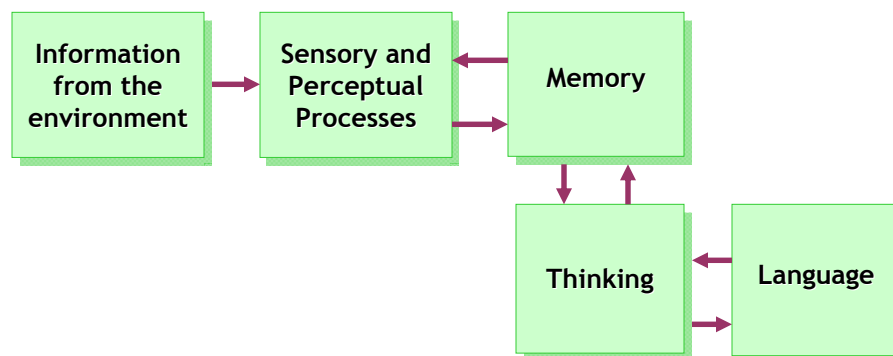 Information
from the
environment
Sensory and
Perceptual
Processes
Memory
Thinking
Language